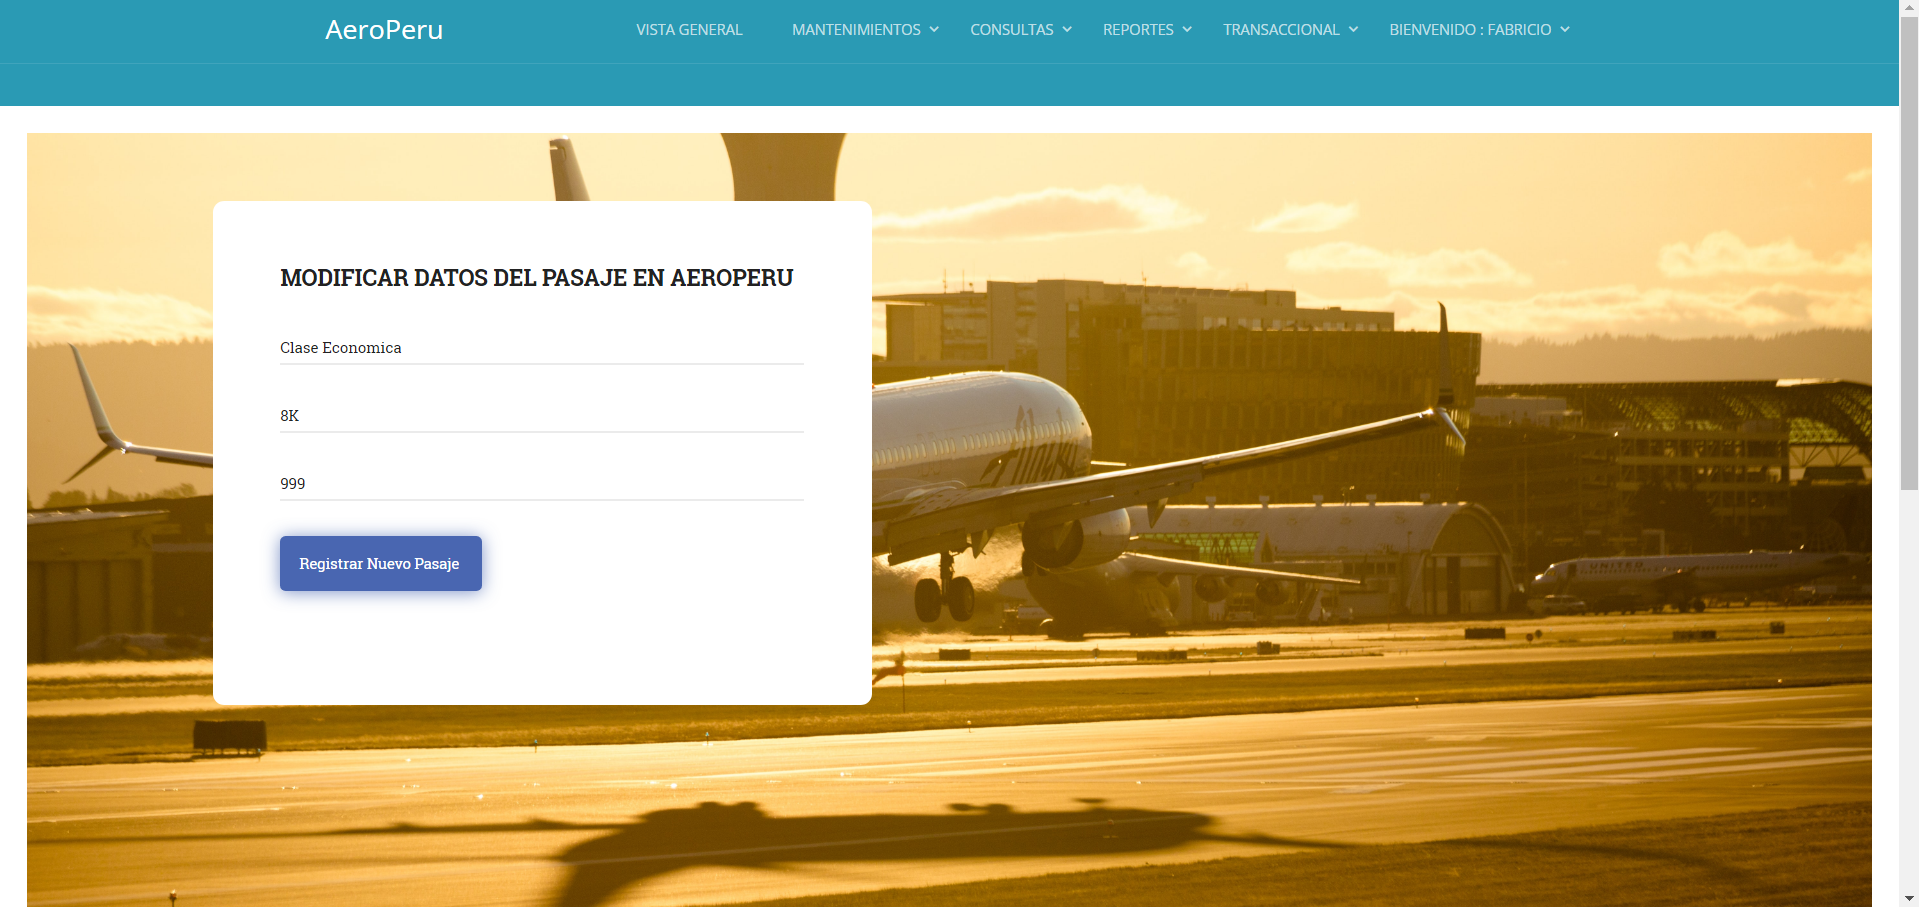 AeroPeru
VISTA GENERAL
MANTENIMIENTOS
CONSULTAS
REPORTES
TRANSACCIONAL
BIENVENIDO : FABRICIO
MODIFICAR DATOS DEL PASAJE EN AEROPERU
Clase Economica
8K
999
Registrar Nuevo Pasaje
UNITED